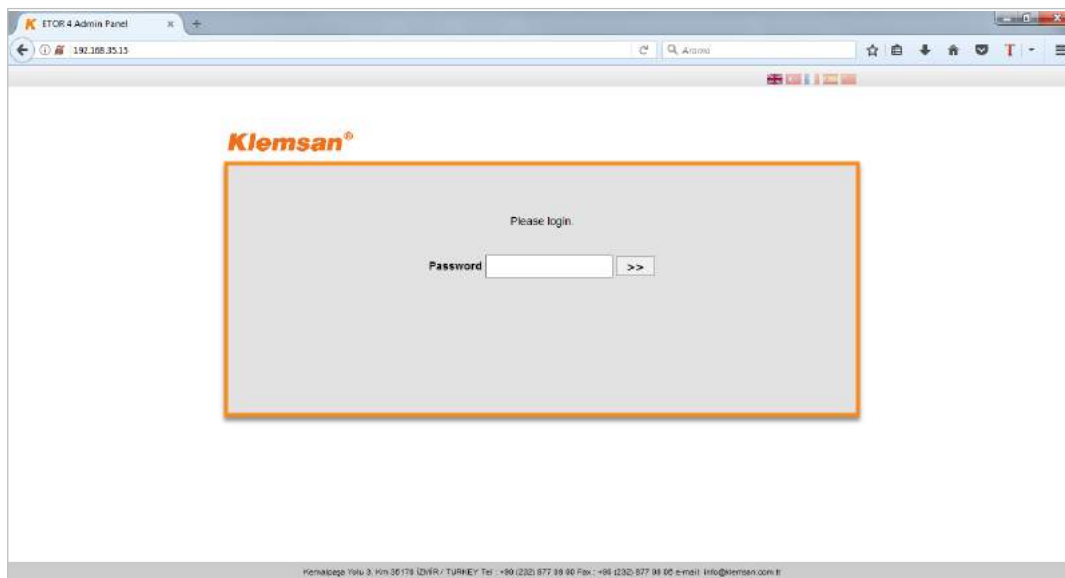 ETOR 4 Admin Panel
192.168.35.15
Arama
Klemsan®
Please login.
Password
>>
Kemalpaşa Yolu 3. Km 35170 İZMİR / TURKEY Tel : +90 (232) 877 08 00 Fax : +90 (232) 877 08 06 e-mail: info@klemsan.com.tr